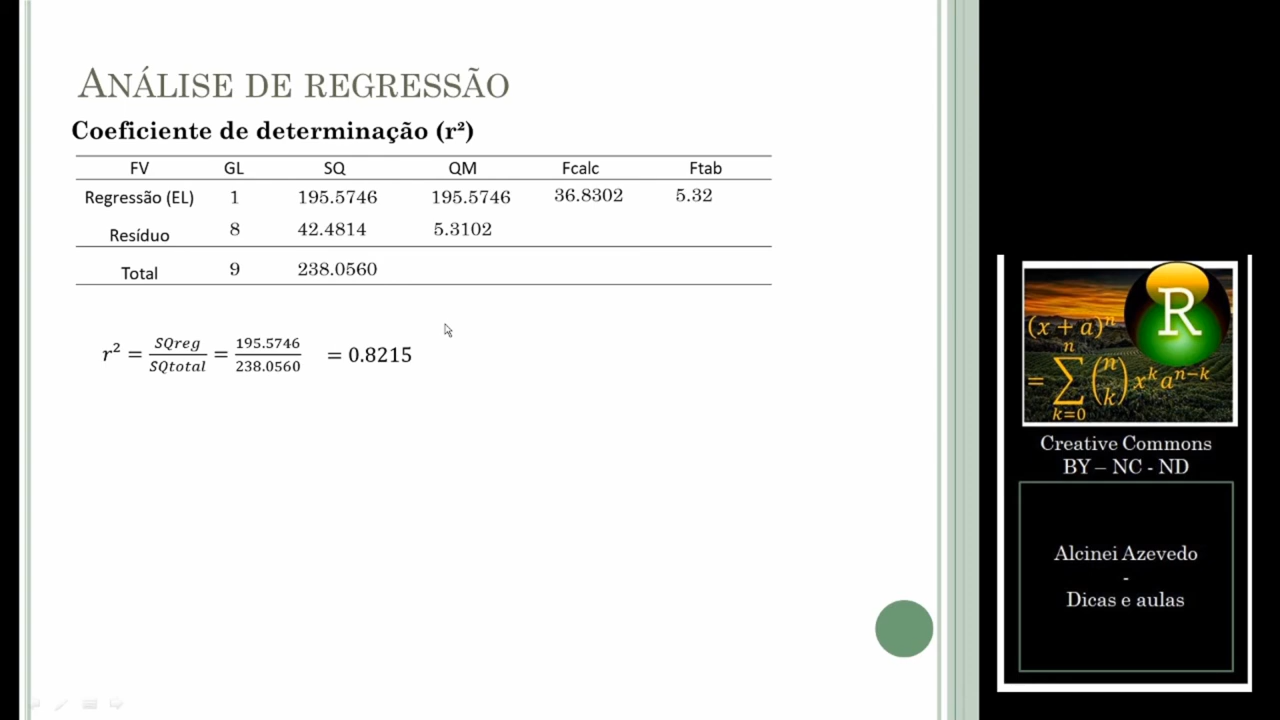 ANÁLISE DE REGRESSÃO
Coeficiente de determinação (r²)
FV GL SQ QM Fcalc Ftab
Regressão (EL) 1 195.5746 195.5746 36.8302 5.32
Resíduo 8 42.4814 5.3102
Total 9 238.0560
r² = SQreg / SQtotal = 195.5746 / 238.0560 = 0.8215
R
(x + a)ⁿ
= ∑ₖ₌₀ⁿ (n k) xᵏ aⁿ⁻ᵏ
Creative Commons
BY – NC - ND
Alcinei Azevedo
-
Dicas e aulas